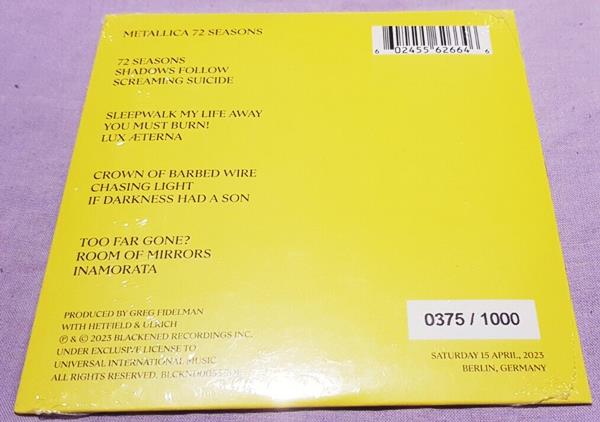 METALLICA 72 SEASONS
6 02455 62664 6
72 SEASONS
SHADOWS FOLLOW
SCREAMING SUICIDE
SLEEPWALK MY LIFE AWAY
YOU MUST BURN!
LUX ÆTERNA
CROWN OF BARBED WIRE
CHASING LIGHT
IF DARKNESS HAD A SON
TOO FAR GONE?
ROOM OF MIRRORS
INAMORATA
PRODUCED BY GREG FIDELMAN
WITH HETFIELD & ULRICH
℗ & © 2023 BLACKENED RECORDINGS INC.
UNDER EXCLUSIVE LICENSE TO
UNIVERSAL INTERNATIONAL MUSIC
ALL RIGHTS RESERVED.
0375 / 1000
SATURDAY 15 APRIL, 2023
BERLIN, GERMANY